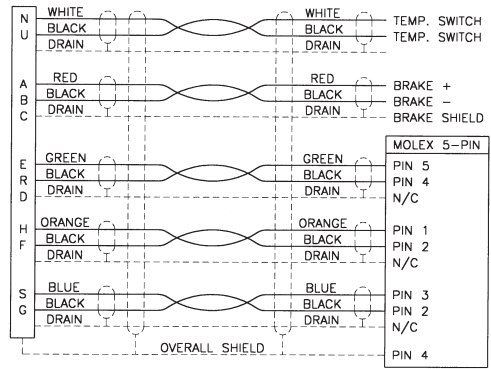 N WHITE WHITE TEMP. SWITCH
U BLACK BLACK TEMP. SWITCH
DRAIN DRAIN
A RED RED BRAKE +
B BLACK BLACK BRAKE −
C DRAIN DRAIN BRAKE SHIELD
MOLEX 5-PIN
E GREEN GREEN PIN 5
R BLACK BLACK PIN 4
D DRAIN DRAIN N/C
H ORANGE ORANGE PIN 1
F BLACK BLACK PIN 2
DRAIN DRAIN N/C
S BLUE BLUE PIN 3
G BLACK BLACK PIN 2
DRAIN DRAIN N/C
OVERALL SHIELD PIN 4